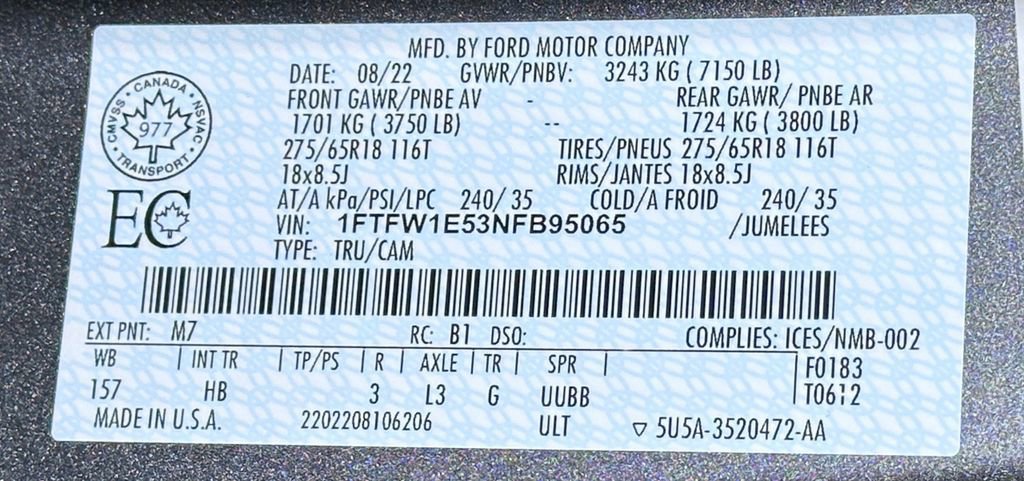 MFD. BY FORD MOTOR COMPANY
DATE: 08/22 GVWR/PNBV: 3243 KG ( 7150 LB)
FRONT GAWR/PNBE AV - REAR GAWR/ PNBE AR
1701 KG ( 3750 LB) -- 1724 KG ( 3800 LB)
275/65R18 116T TIRES/PNEUS 275/65R18 116T
18x8.5J RIMS/JANTES 18x8.5J
AT/A kPa/PSI/LPC 240/ 35 COLD/A FROID 240/ 35
VIN: 1FTFW1E53NFB95065 /JUMELEES
TYPE: TRU/CAM
CANADA
CMVSS • NSVAC
977
TRANSPORT
EC
EXT PNT: M7 RC: B1 DSO: COMPLIES: ICES/NMB-002
WB | INT TR | TP/PS | R | AXLE | TR | SPR | F0183
157 HB 3 L3 G UUBB T0612
MADE IN U.S.A. 2202208106206 ULT ▽ 5U5A-3520472-AA